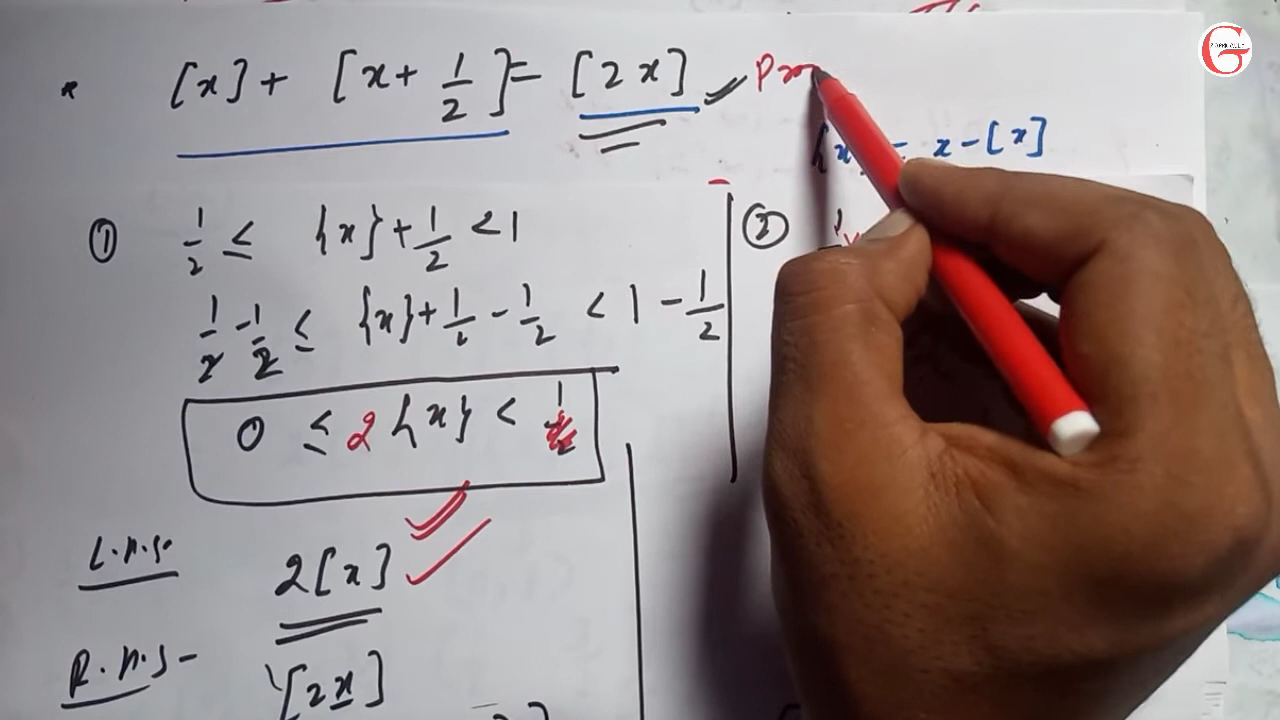 * [x] + [x + 1/2] = [2x] Pro
{x} = x - [x]
① 1/2 ≤ {x} + 1/2 < 1
1/2 - 1/2 ≤ {x} + 1/2 - 1/2 < 1 - 1/2
0 ≤ 2{x} < 1
L.H.S.
2[x]
R.H.S -
[2x]
②